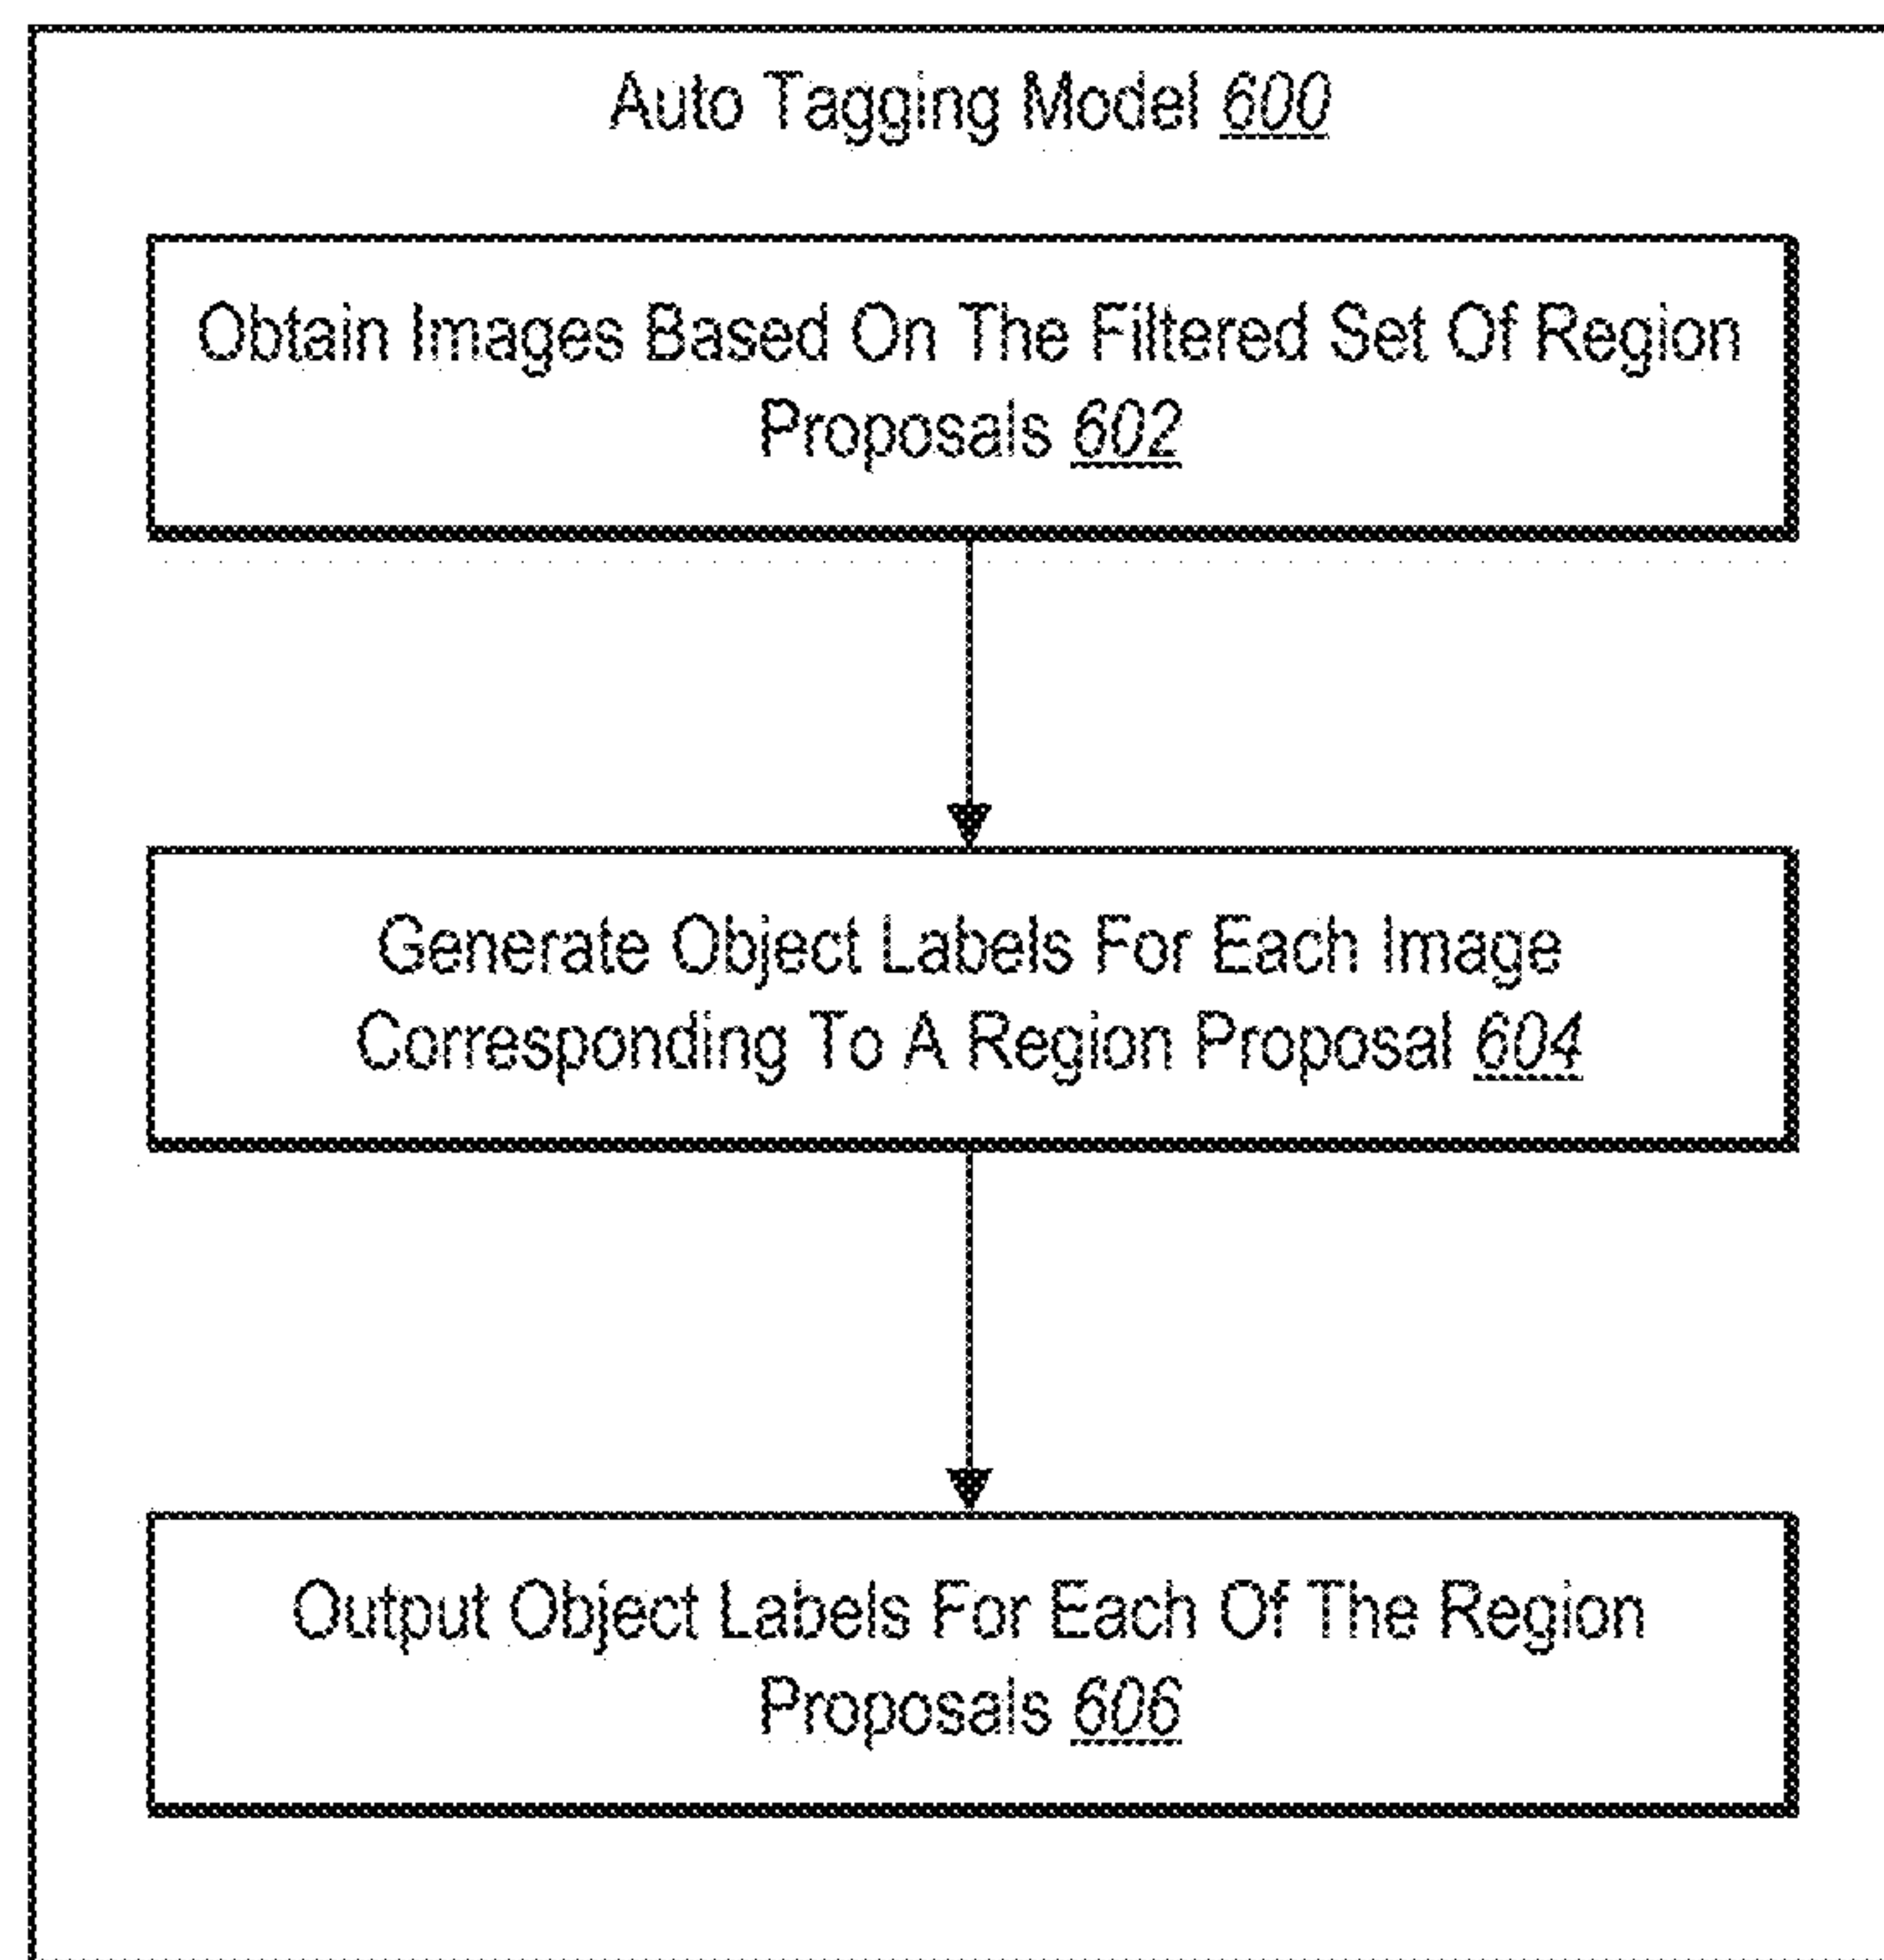 Auto Tagging Model 600
Obtain Images Based On The Filtered Set Of Region
Proposals 602
Generate Object Labels For Each Image
Corresponding To A Region Proposal 604
Output Object Labels For Each Of The Region
Proposals 606